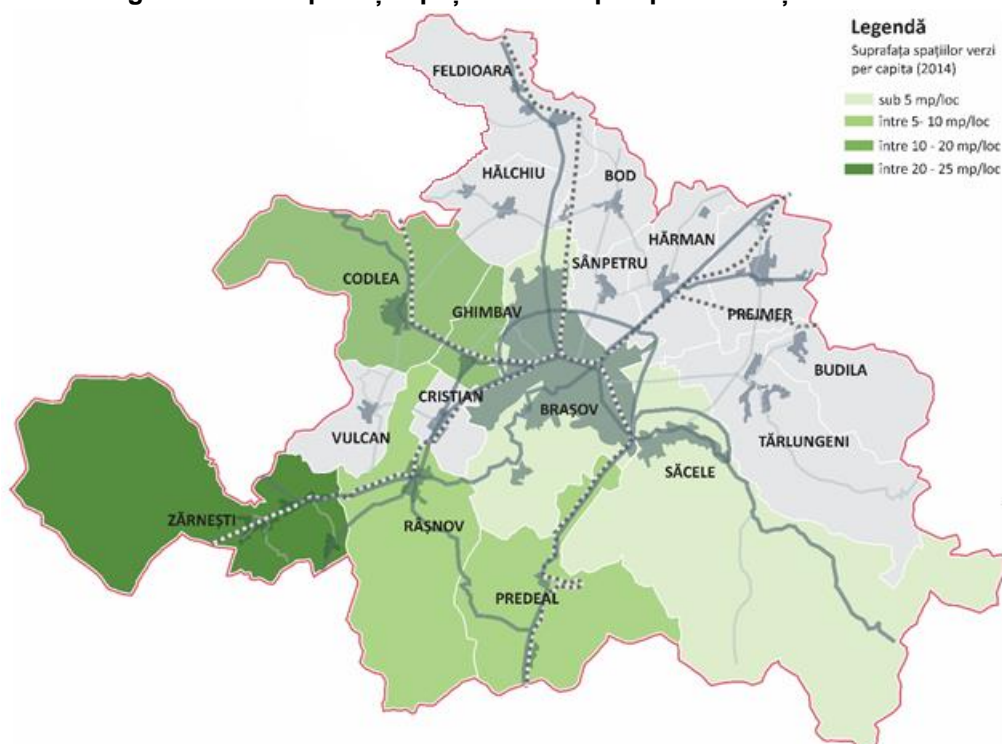 Legendă
Suprafața spațiilor verzi
per capita (2014)
sub 5 mp/loc
între 5- 10 mp/loc
între 10 - 20 mp/loc
între 20 - 25 mp/loc
FELDIOARA
HĂLCHIU
BOD
HĂRMAN
SÂNPETRU
CODLEA
GHIMBAV
PREJMER
BUDILA
CRISTIAN
BRAȘOV
VULCAN
TĂRLUNGENI
SĂCELE
ZĂRNEȘTI
RÂȘNOV
PREDEAL